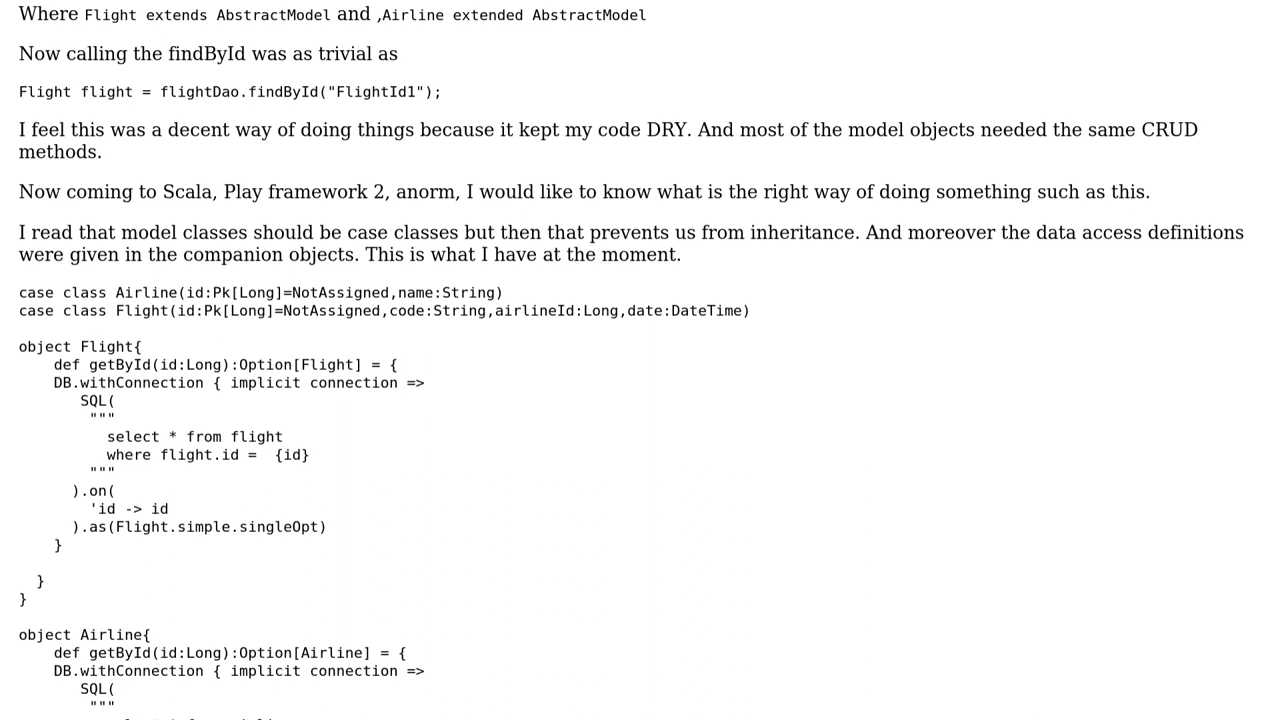 Where Flight extends AbstractModel and ,Airline extended AbstractModel
Now calling the findById was as trivial as
Flight flight = flightDao.findById("FlightId1");
I feel this was a decent way of doing things because it kept my code DRY. And most of the model objects needed the same CRUD
methods.
Now coming to Scala, Play framework 2, anorm, I would like to know what is the right way of doing something such as this.
I read that model classes should be case classes but then that prevents us from inheritance. And moreover the data access definitions
were given in the companion objects. This is what I have at the moment.
case class Airline(id:Pk[Long]=NotAssigned,name:String)
case class Flight(id:Pk[Long]=NotAssigned,code:String,airlineId:Long,date:DateTime)
object Flight{
    def getById(id:Long):Option[Flight] = {
    DB.withConnection { implicit connection =>
       SQL(
        """
          select * from flight
          where flight.id =  {id}
        """
      ).on(
        'id -> id
      ).as(Flight.simple.singleOpt)
    }
  }
}
object Airline{
    def getById(id:Long):Option[Airline] = {
    DB.withConnection { implicit connection =>
       SQL(
        """